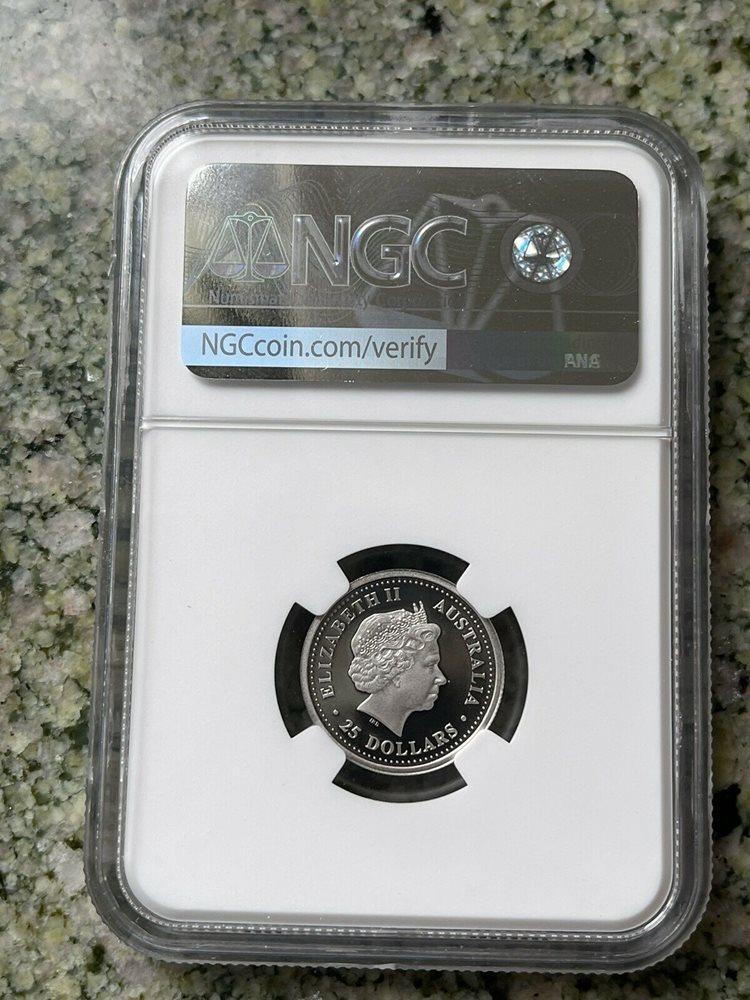 NGC
NGCcoin.com/verify
ANA
ELIZABETH II AUSTRALIA
25 DOLLARS
IRB